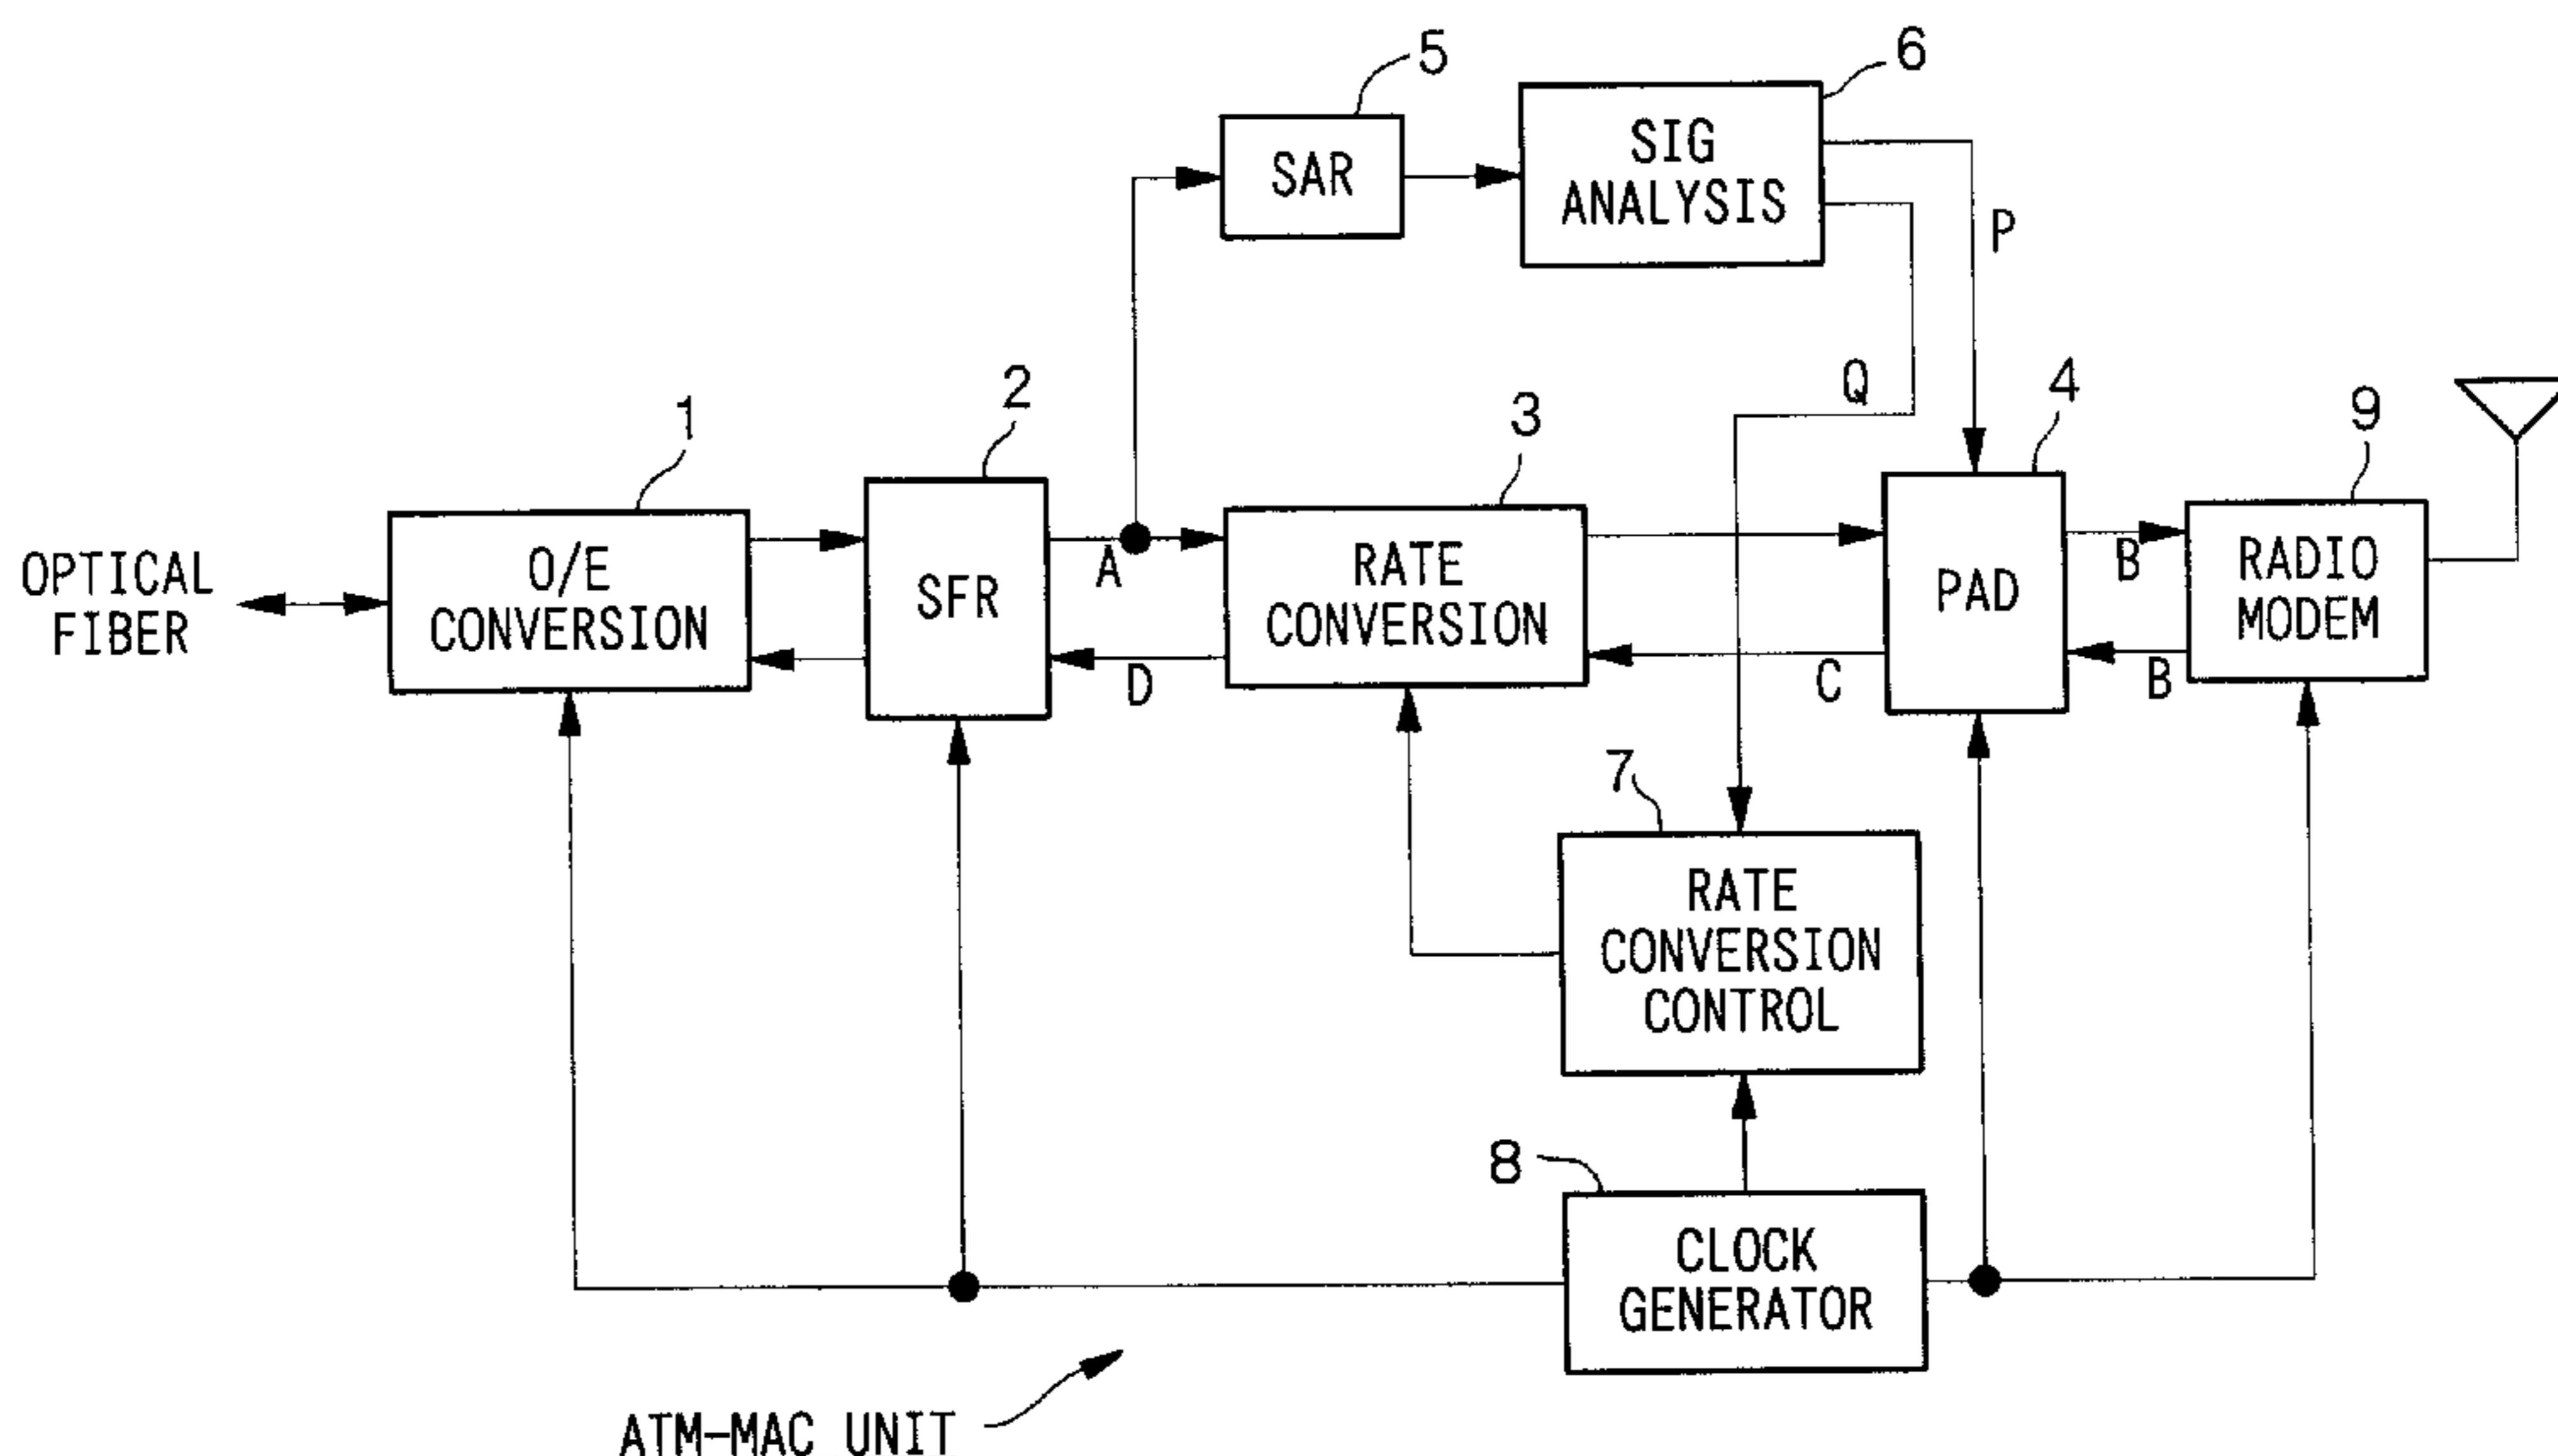 5
6
SAR
SIG
ANALYSIS
P
Q
1
2
3
4
9
OPTICAL
FIBER
O/E
CONVERSION
SFR
A
D
RATE
CONVERSION
C
PAD
B
B
RADIO
MODEM
7
RATE
CONVERSION
CONTROL
8
CLOCK
GENERATOR
ATM-MAC UNIT